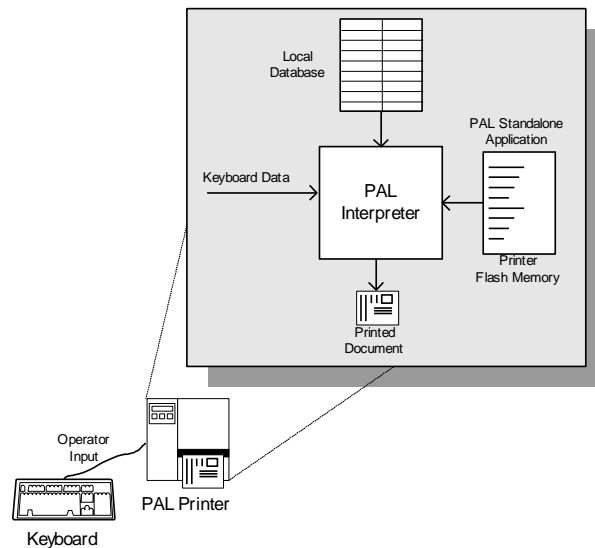 Local
Database
PAL Standalone
Application
Keyboard Data
PAL
Interpreter
Printer
Flash Memory
Printed
Document
Operator
Input
PAL Printer
Keyboard